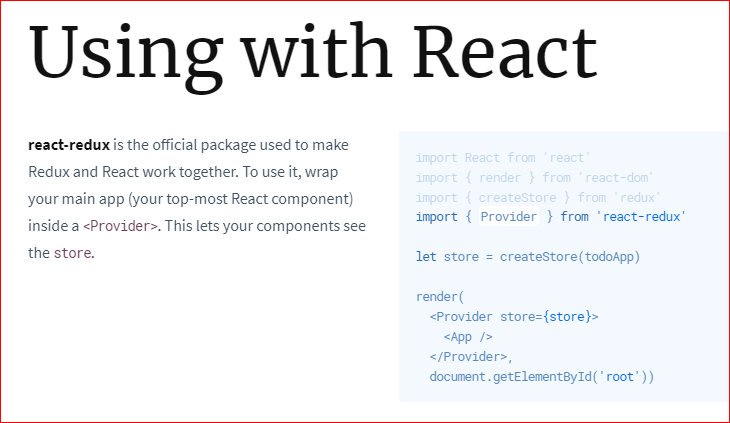 Using with React
react-redux is the official package used to make
Redux and React work together. To use it, wrap
your main app (your top-most React component)
inside a <Provider>. This lets your components see
the store.
import React from 'react'
import { render } from 'react-dom'
import { createStore } from 'redux'
import { Provider } from 'react-redux'
let store = createStore(todoApp)
render(
  <Provider store={store}>
    <App />
  </Provider>,
  document.getElementById('root'))